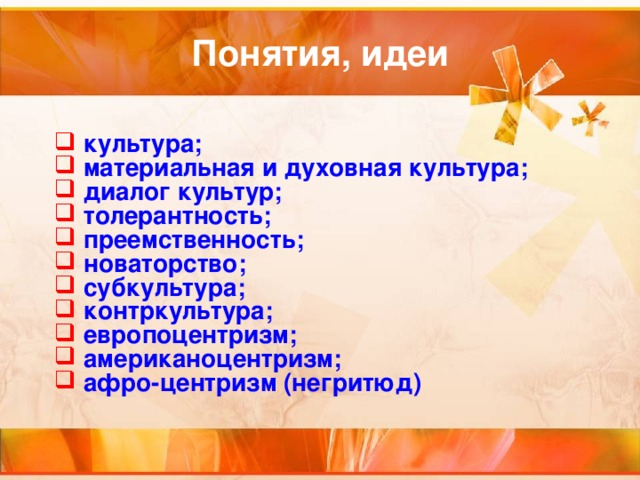 Понятия, идеи
культура;
материальная и духовная культура;
диалог культур;
толерантность;
преемственность;
новаторство;
субкультура;
контркультура;
европоцентризм;
американоцентризм;
афро-центризм (негритюд)